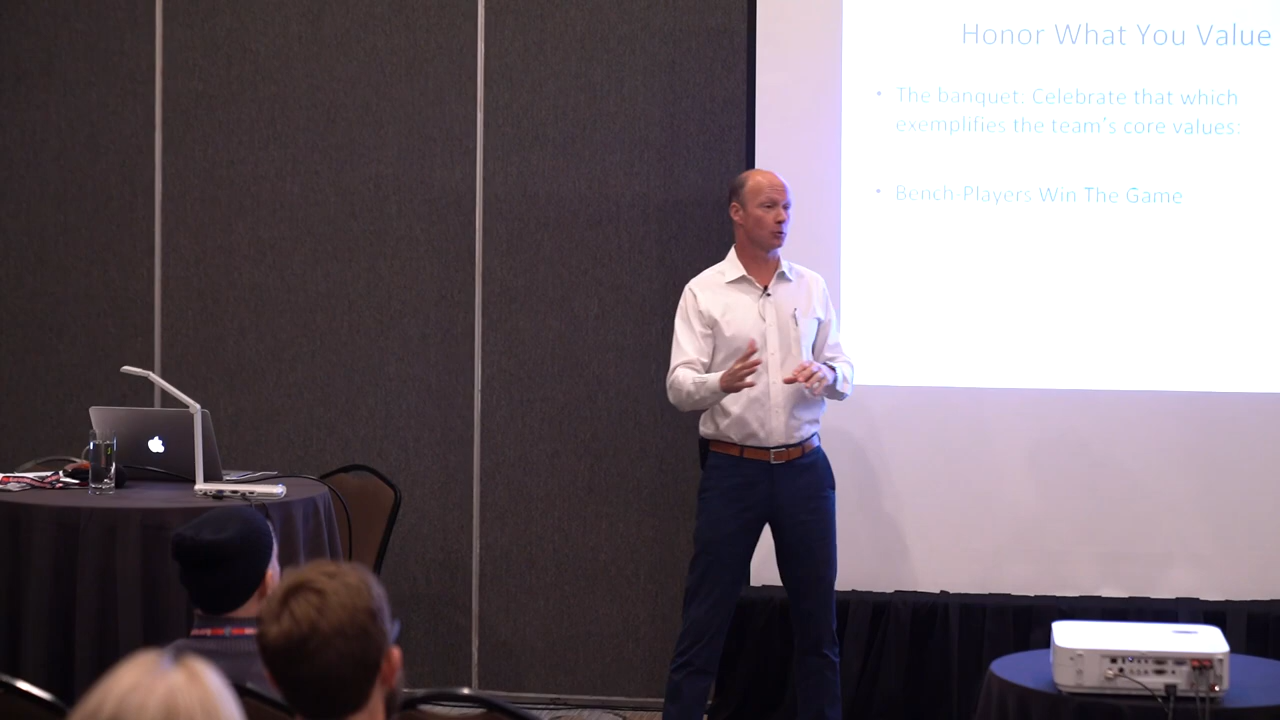 Honor What You Value
• The banquet: Celebrate that which
exemplifies the team's core values:
• Bench-Players Win The Game